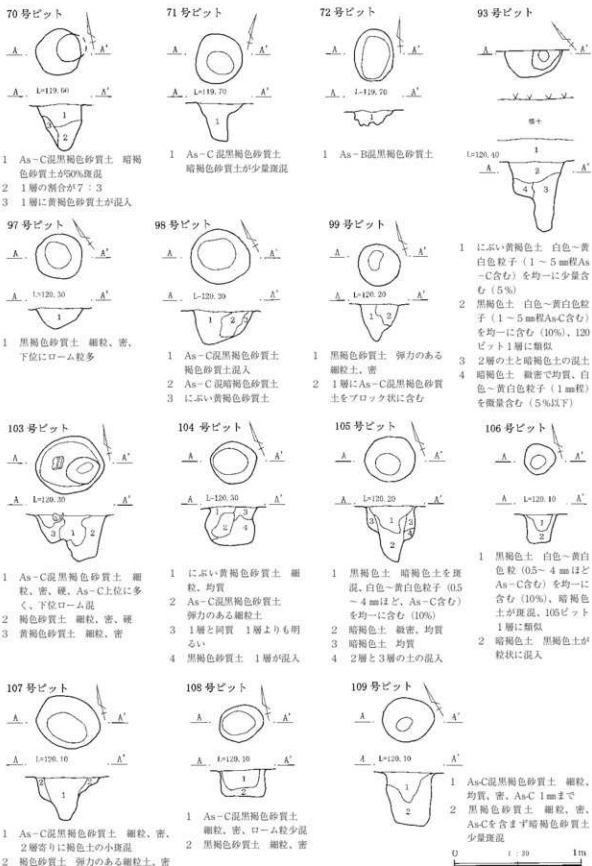 70号ピット
A A'
A L=119.60 A'
1
2
3
1 As-C混黒褐色砂質土 暗褐
色砂質土が50%斑混
2 1層の割合が7:3
3 1層に黄褐色砂質土が混入
71号ピット
A A'
A L=119.70 A'
1
1 As-C混黒褐色砂質土
暗褐色砂質土が少量斑混
72号ピット
A A'
A L=119.70 A'
1
1 As-B混黒褐色砂質土
93号ピット
A A'
1
L=120.40
2
4 3
1 にぶい黄褐色土 白色~黄
白色粒子(1~5㎜程As
-C含む)を均一に少量含
む(5%)
2 黒褐色土 白色~黄白色粒
子(1~5㎜程As-C含む)
を均一に含む(10%)、120
ピット1層に類似
3 2層の土と暗褐色土の混土
4 暗褐色土 緻密で均質、白
色~黄白色粒子(1㎜程)
を微量含む(5%以下)
97号ピット
A A'
A L=120.30 A'
1
1 黒褐色砂質土 細粒、密、
下位にローム粒多
98号ピット
A A'
A L=120.30 A'
1 2 3
1 As-C混黒褐色砂質土
褐色砂質土混入
2 As-C混暗褐色砂質土
3 にぶい黄褐色砂質土
99号ピット
A A'
A L=120.20 A'
1 2
1 黒褐色砂質土 弾力のある
細粒土、密
2 1層にAs-C混黒褐色砂質
土をブロック状に含む
103号ピット
A A'
A L=120.30 A'
3 1 2
1 As-C混黒褐色砂質土 細
粒、密、硬、As-C上位に多
く、下位ローム混
2 褐色砂質土 細粒、密、硬
3 黄褐色砂質土 細粒、密
104号ピット
A A'
A L=120.30 A'
1 3
2
4
1 にぶい黄褐色砂質土 細
粒、均質
2 As-C混黒褐色砂質土
弾力のある細粒土
3 1層と同質 1層よりも明
るい
4 黒褐色砂質土 1層が混入
105号ピット
A A'
A L=120.20 A'
3 1 3
4
2
1 黒褐色土 暗褐色土を斑
混、白色~黄白色粒子(0.5
~4㎜ほど、As-C含む)
を均一に含む(10%)
2 暗褐色土 緻密、均質
3 暗褐色土 均質
4 2層と3層の土の混入
106号ピット
A A'
A L=120.10 A'
1
2
1 黒褐色土 白色~黄白
色粒(0.5~4㎜ほど
As-C含む)を均一に
含む(10%)、暗褐色
土が斑混、105ピット
1層に類似
2 暗褐色土 黒褐色土が
粒状に混入
107号ピット
A A'
A L=120.10 A'
2 1 2
1 As-C混黒褐色砂質土 細粒、密、
2層寄りに褐色土の小斑混
2 褐色砂質土 弾力のある細粒土、密
108号ピット
A A'
A L=120.10 A'
1
2
1 As-C混黒褐色砂質土
細粒、密、ローム粒少混
2 黒褐色砂質土 細粒、密
109号ピット
A A'
A L=120.10 A'
1
2
1 As-C混黒褐色砂質土 細粒、
均質、密、As-C 1㎜まで
2 黒褐色砂質土 細粒、密、
As-Cを含まず暗褐色砂質土
少量斑混
0 1:30 1m